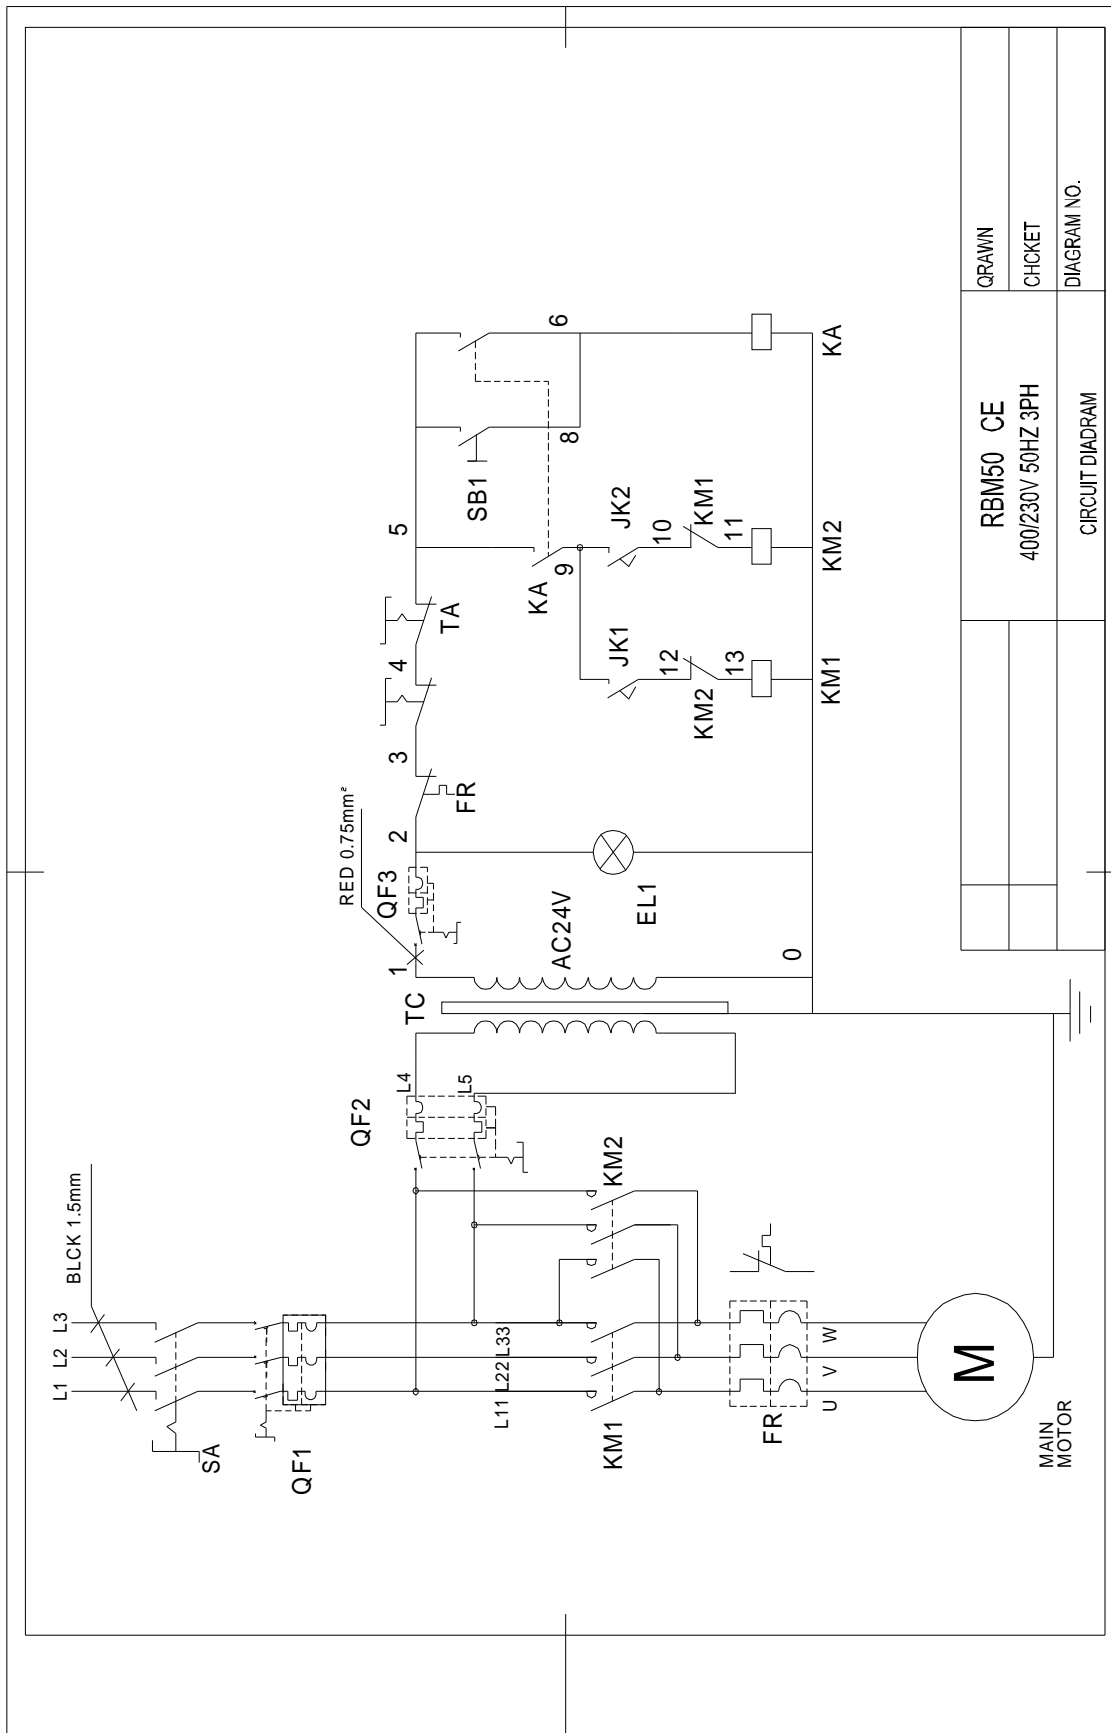 L1
L2
L3
BLCK 1.5mm
SA
QF1
L11
L22
L33
KM1
KM2
FR
U
V
W
M
MAIN
MOTOR
QF2
L4
L5
TC
1
RED 0.75mm²
QF3
AC24V
0
EL1
2
FR
3
4
TA
5
SB1
8
6
KA
9
JK1
12
KM2
13
KM1
JK2
10
KM1
11
KM2
KA
RBM50 CE
400/230V 50HZ 3PH
CIRCUIT DIADRAM
QRAWN
CHCKET
DIAGRAM NO.